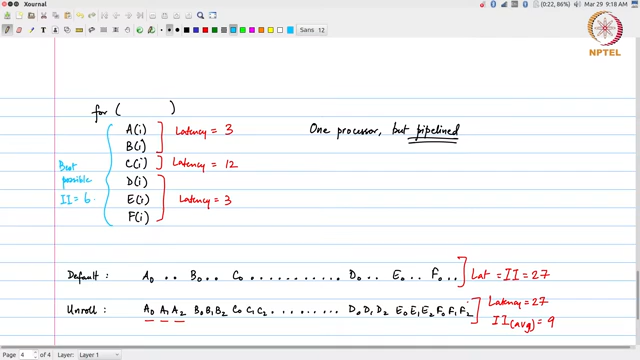 Xournal
(0:22, 86%) Mar 29 9:18 AM
Sans 12
NPTEL
for ( )
A(i)
B(i)
Latency = 3
C(i)
Latency = 12
D(i)
E(i)
F(i)
Latency = 3
Best
possible
II = 6.
One processor, but pipelined
Default : A0 . . B0 . . C0 . . . . . . . . . . . D0 . . E0 . . F0 . . . Lat = II = 27
Unroll : A0 A1 A2 B0 B1 B2 C0 C1 C2 . . . . . . . . . D0 D1 D2 E0 E1 E2 F0 F1 F2 Latency = 27
II (avg) = 9
Page 4 of 4 Layer: Layer 1